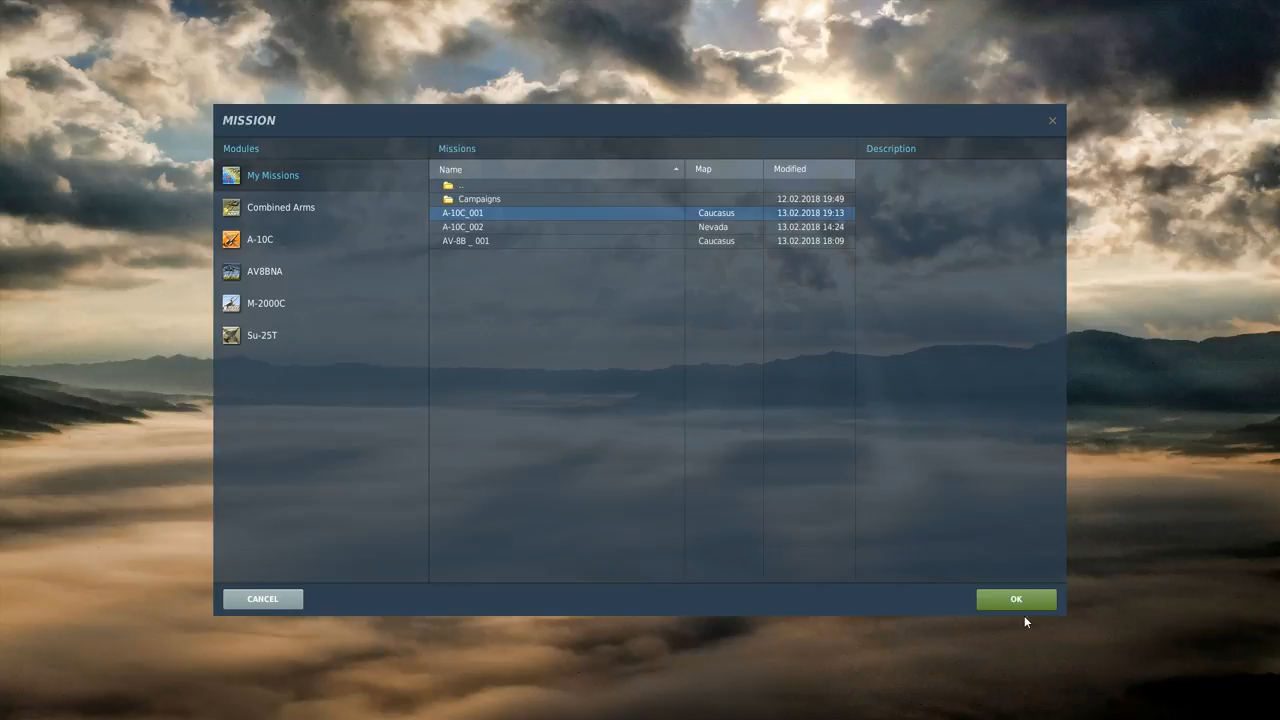 MISSION
Modules
Missions
Description
My Missions
Combined Arms
A-10C
AV8BNA
M-2000C
Su-25T
Name
Map
Modified
..
Campaigns 12.02.2018 19:49
A-10C_001 Caucasus 13.02.2018 19:13
A-10C_002 Nevada 13.02.2018 14:24
AV-8B _ 001 Caucasus 13.02.2018 18:09
CANCEL
OK